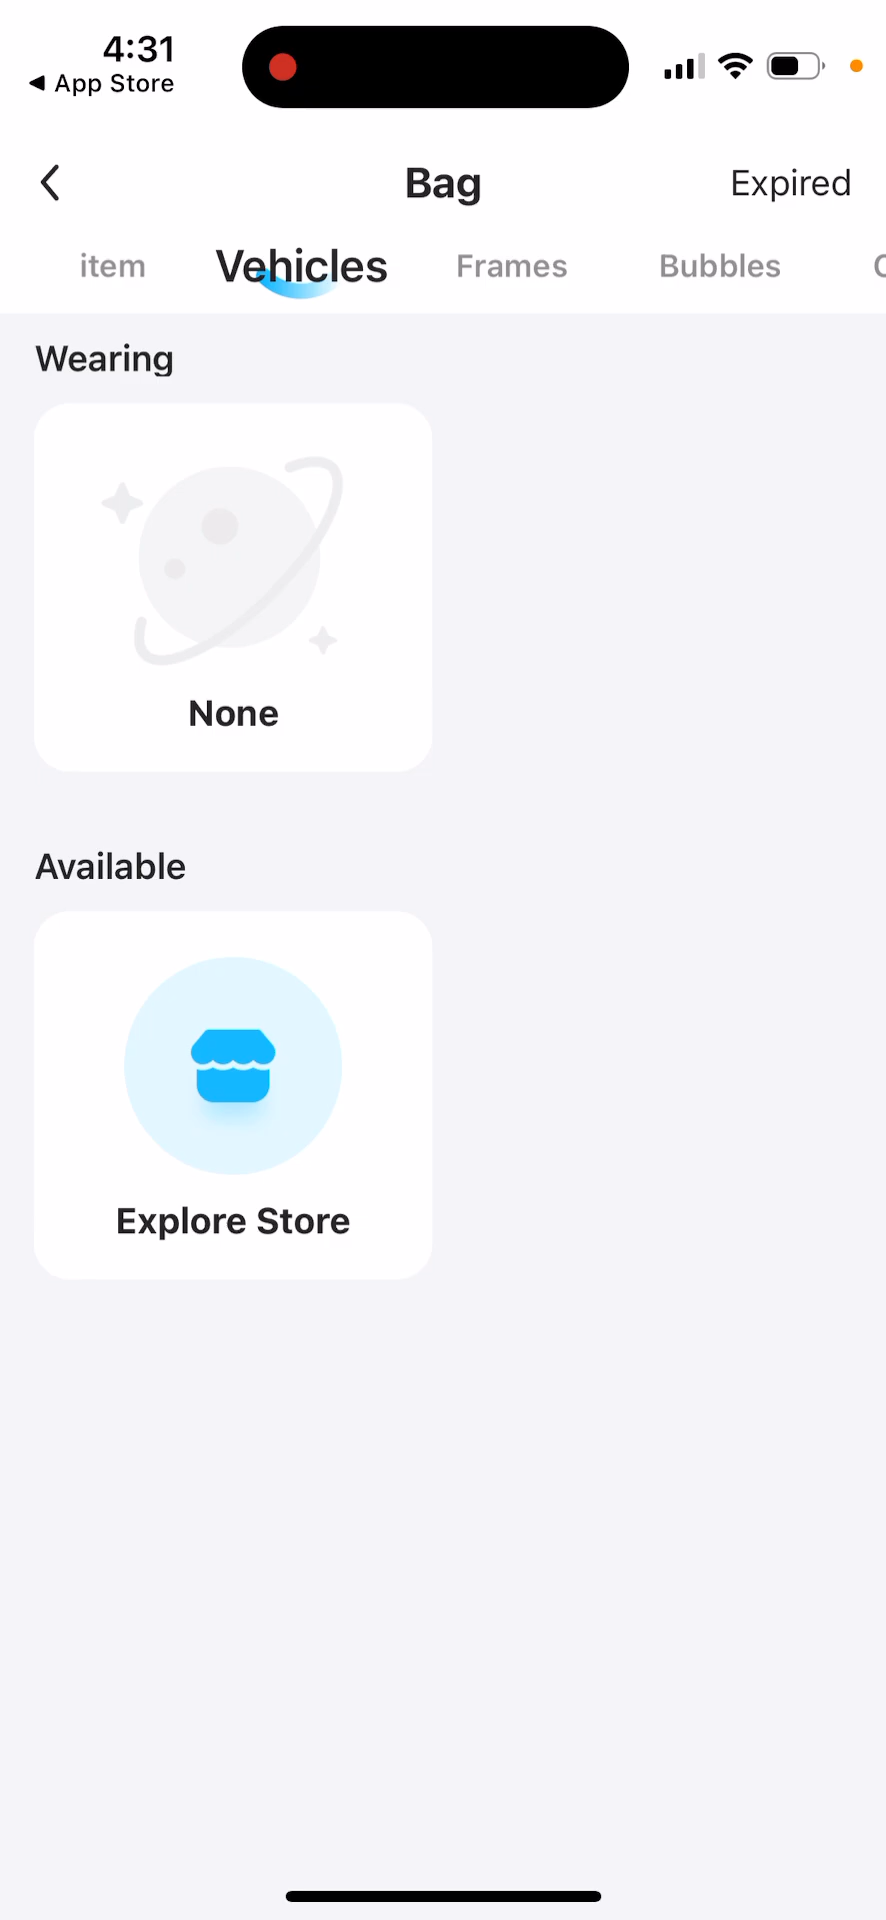 4:31
App Store
Bag
Expired
item
Vehicles
Frames
Bubbles
Wearing
None
Available
Explore Store